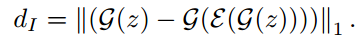 d_I = ‖(𝒢(z) − 𝒢(ℰ(𝒢(z))))‖₁ .